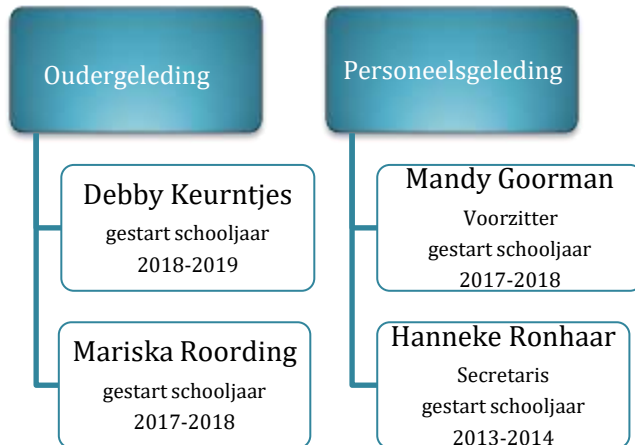 Oudergeleding
Debby Keurntjes
gestart schooljaar
2018-2019
Mariska Roording
gestart schooljaar
2017-2018
Personeelsgeleding
Mandy Goorman
Voorzitter
gestart schooljaar
2017-2018
Hanneke Ronhaar
Secretaris
gestart schooljaar
2013-2014